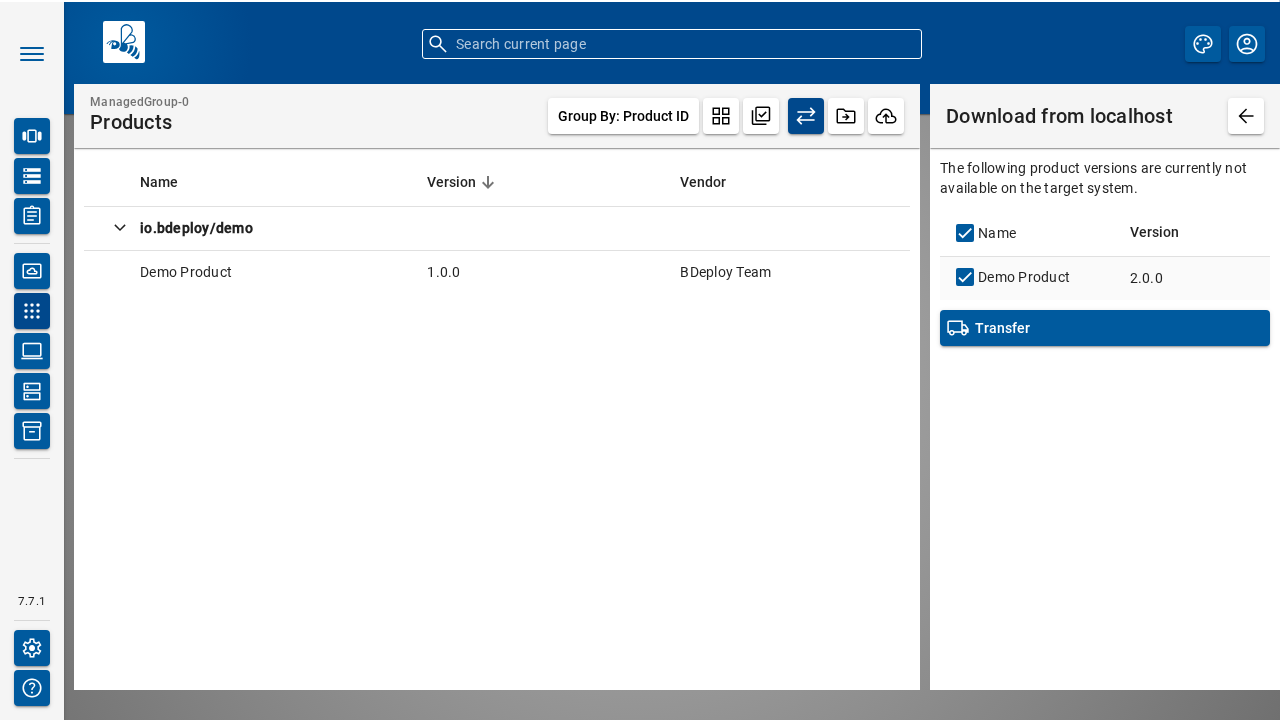 Search current page
ManagedGroup-0
Products
Group By: Product ID
Name Version Vendor
io.bdeploy/demo
Demo Product 1.0.0 BDeploy Team
Download from localhost
The following product versions are currently not
available on the target system.
Name Version
Demo Product 2.0.0
Transfer
7.7.1